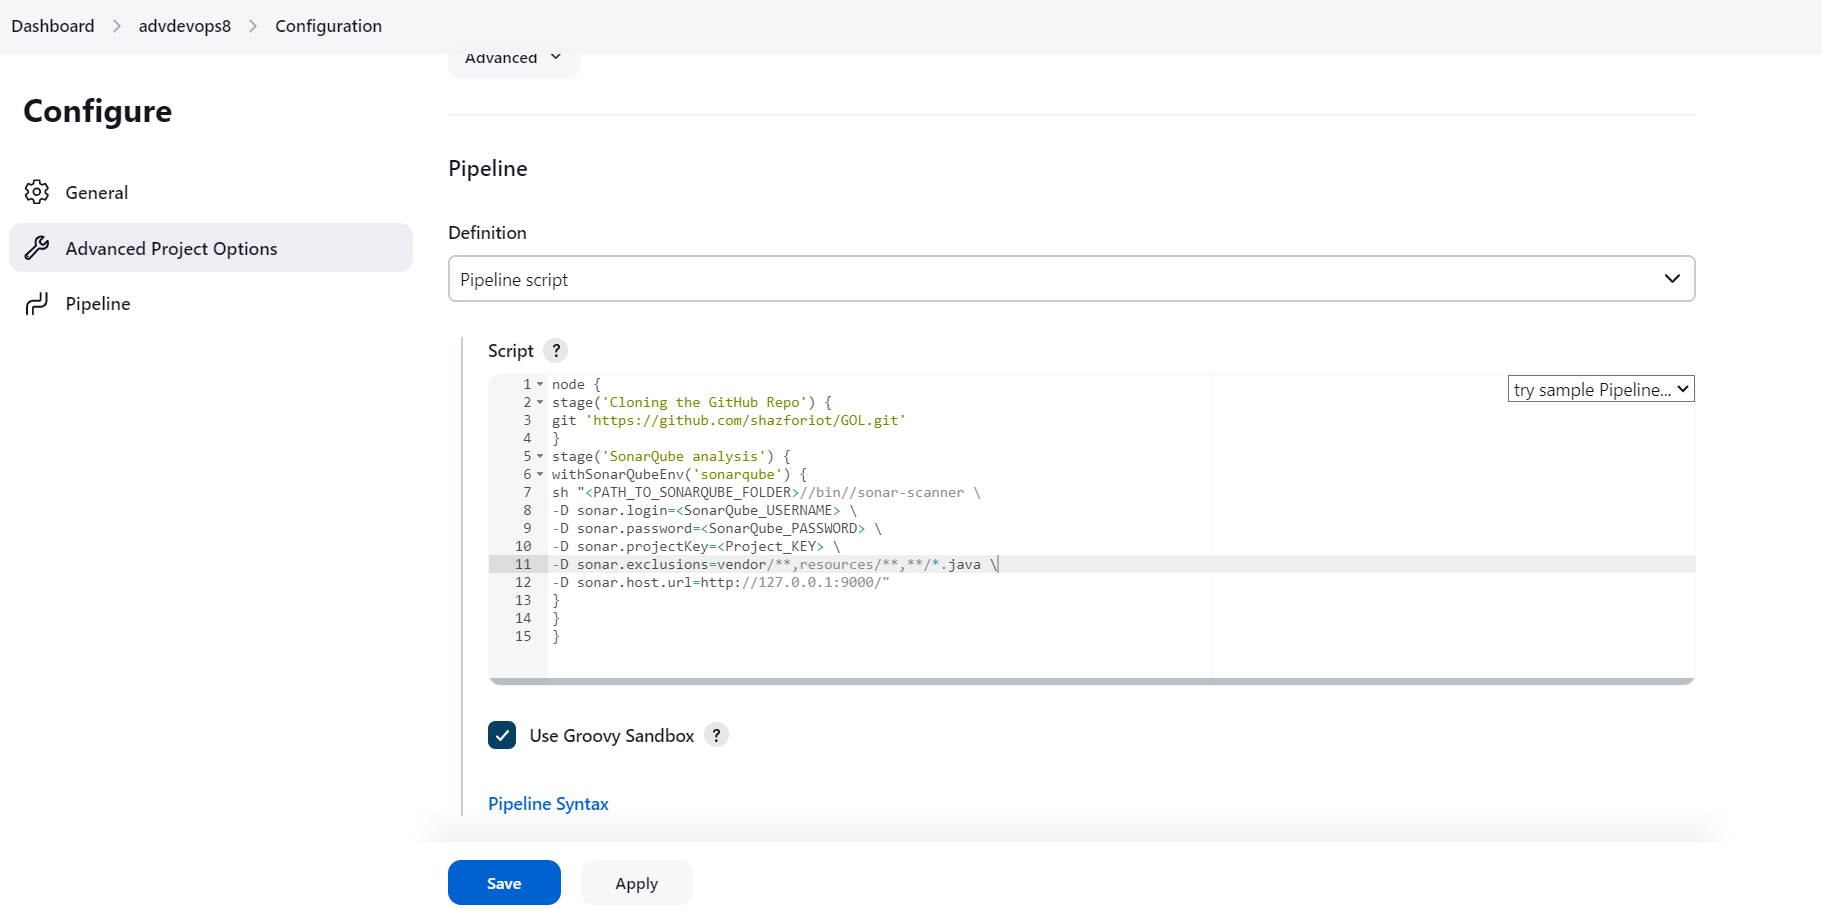 Dashboard > advdevops8 > Configuration
Advanced
Configure
General
Advanced Project Options
Pipeline
Pipeline
Definition
Pipeline script
Script ?
try sample Pipeline...
1 node {
2 stage('Cloning the GitHub Repo') {
3 git 'https://github.com/shazforiot/GOL.git'
4 }
5 stage('SonarQube analysis') {
6 withSonarQubeEnv('sonarqube') {
7 sh "<PATH_TO_SONARQUBE_FOLDER>//bin//sonar-scanner \
8 -D sonar.login=<SonarQube_USERNAME> \
9 -D sonar.password=<SonarQube_PASSWORD> \
10 -D sonar.projectKey=<Project_KEY> \
11 -D sonar.exclusions=vendor/**,resources/**,**/*.java \
12 -D sonar.host.url=http://127.0.0.1:9000/"
13 }
14 }
15 }
Use Groovy Sandbox ?
Pipeline Syntax
Save Apply